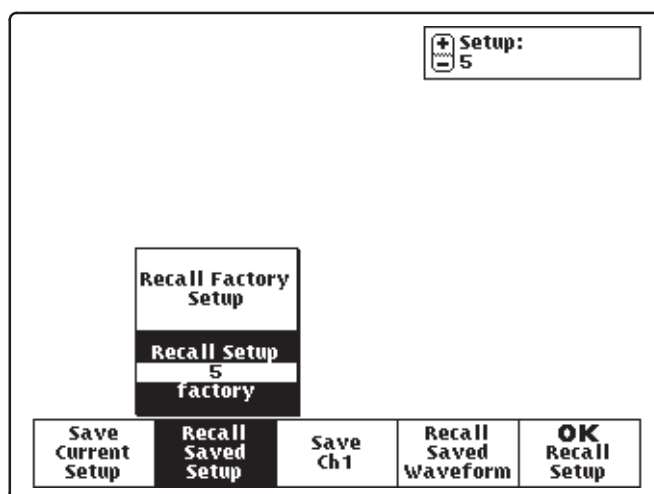 Setup:
5
Recall Factory
Setup
Recall Setup
5
factory
Save
Current
Setup
Recall
Saved
Setup
Save
Ch1
Recall
Saved
Waveform
OK
Recall
Setup